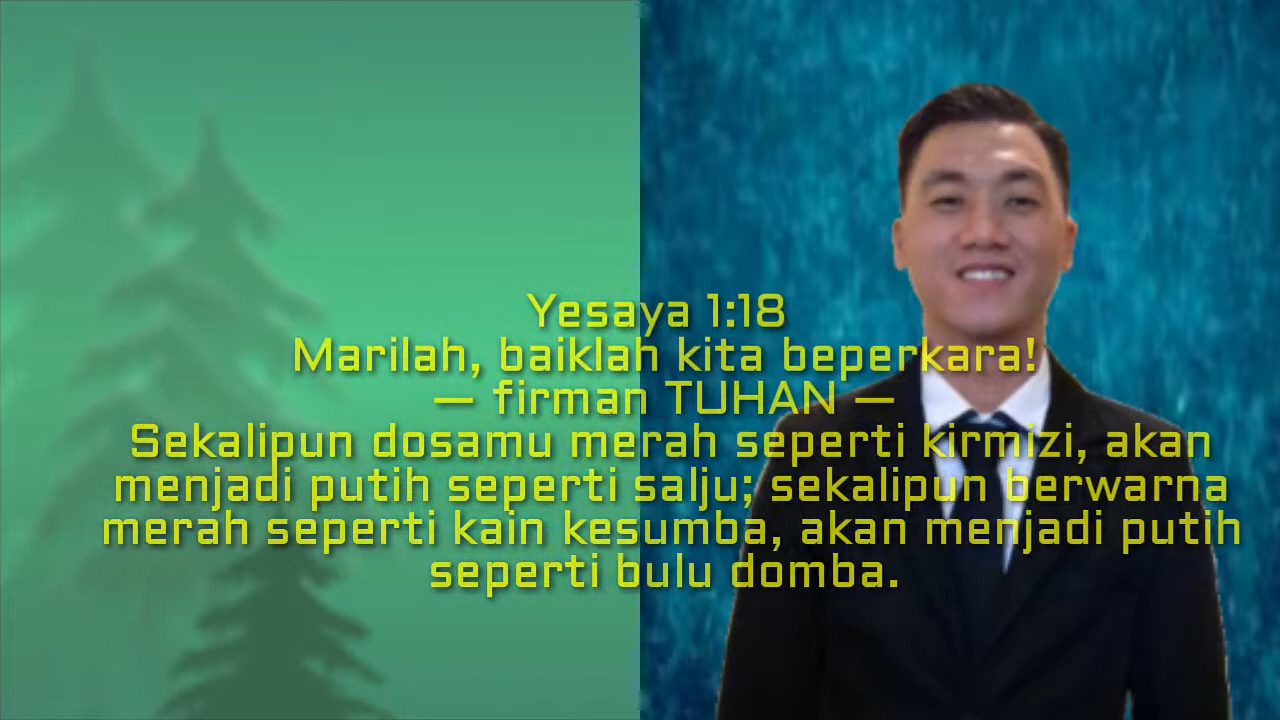 Yesaya 1:18
Marilah, baiklah kita beperkara!
— firman TUHAN —
Sekalipun dosamu merah seperti kirmizi, akan
menjadi putih seperti salju; sekalipun berwarna
merah seperti kain kesumba, akan menjadi putih
seperti bulu domba.